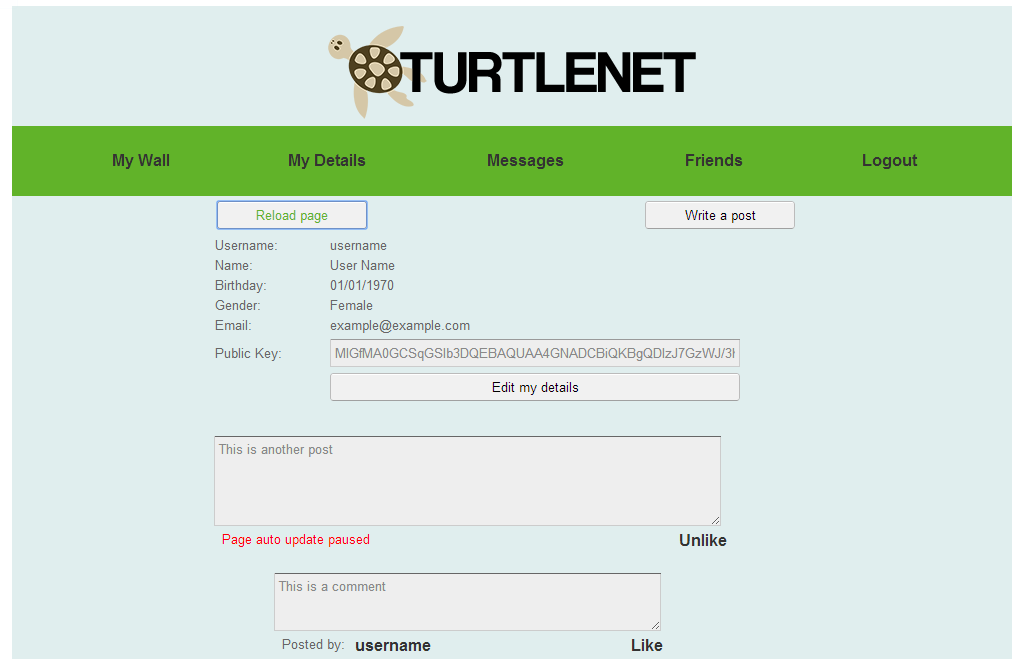 TURTLENET
My Wall My Details Messages Friends Logout
Reload page Write a post
Username: username
Name: User Name
Birthday: 01/01/1970
Gender: Female
Email: example@example.com
Public Key: MIGfMA0GCSqGSIb3DQEBAQUAA4GNADCBiQKBgQDIzJ7GzWJ/3H
Edit my details
This is another post
Page auto update paused Unlike
This is a comment
Posted by: username Like